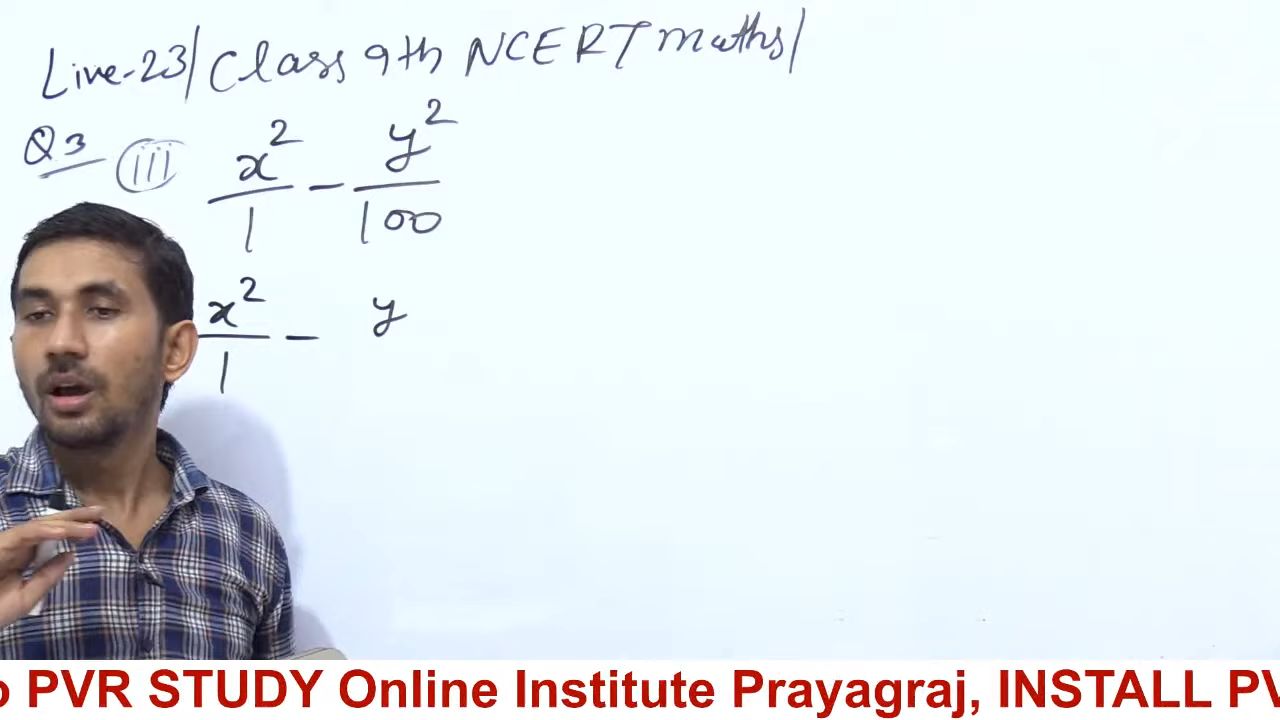 Live-23/Class 9th NCERT maths/
Q3 (iii) x²/1 - y²/100
x²/1 - y
o PVR STUDY Online Institute Prayagraj, INSTALL PV